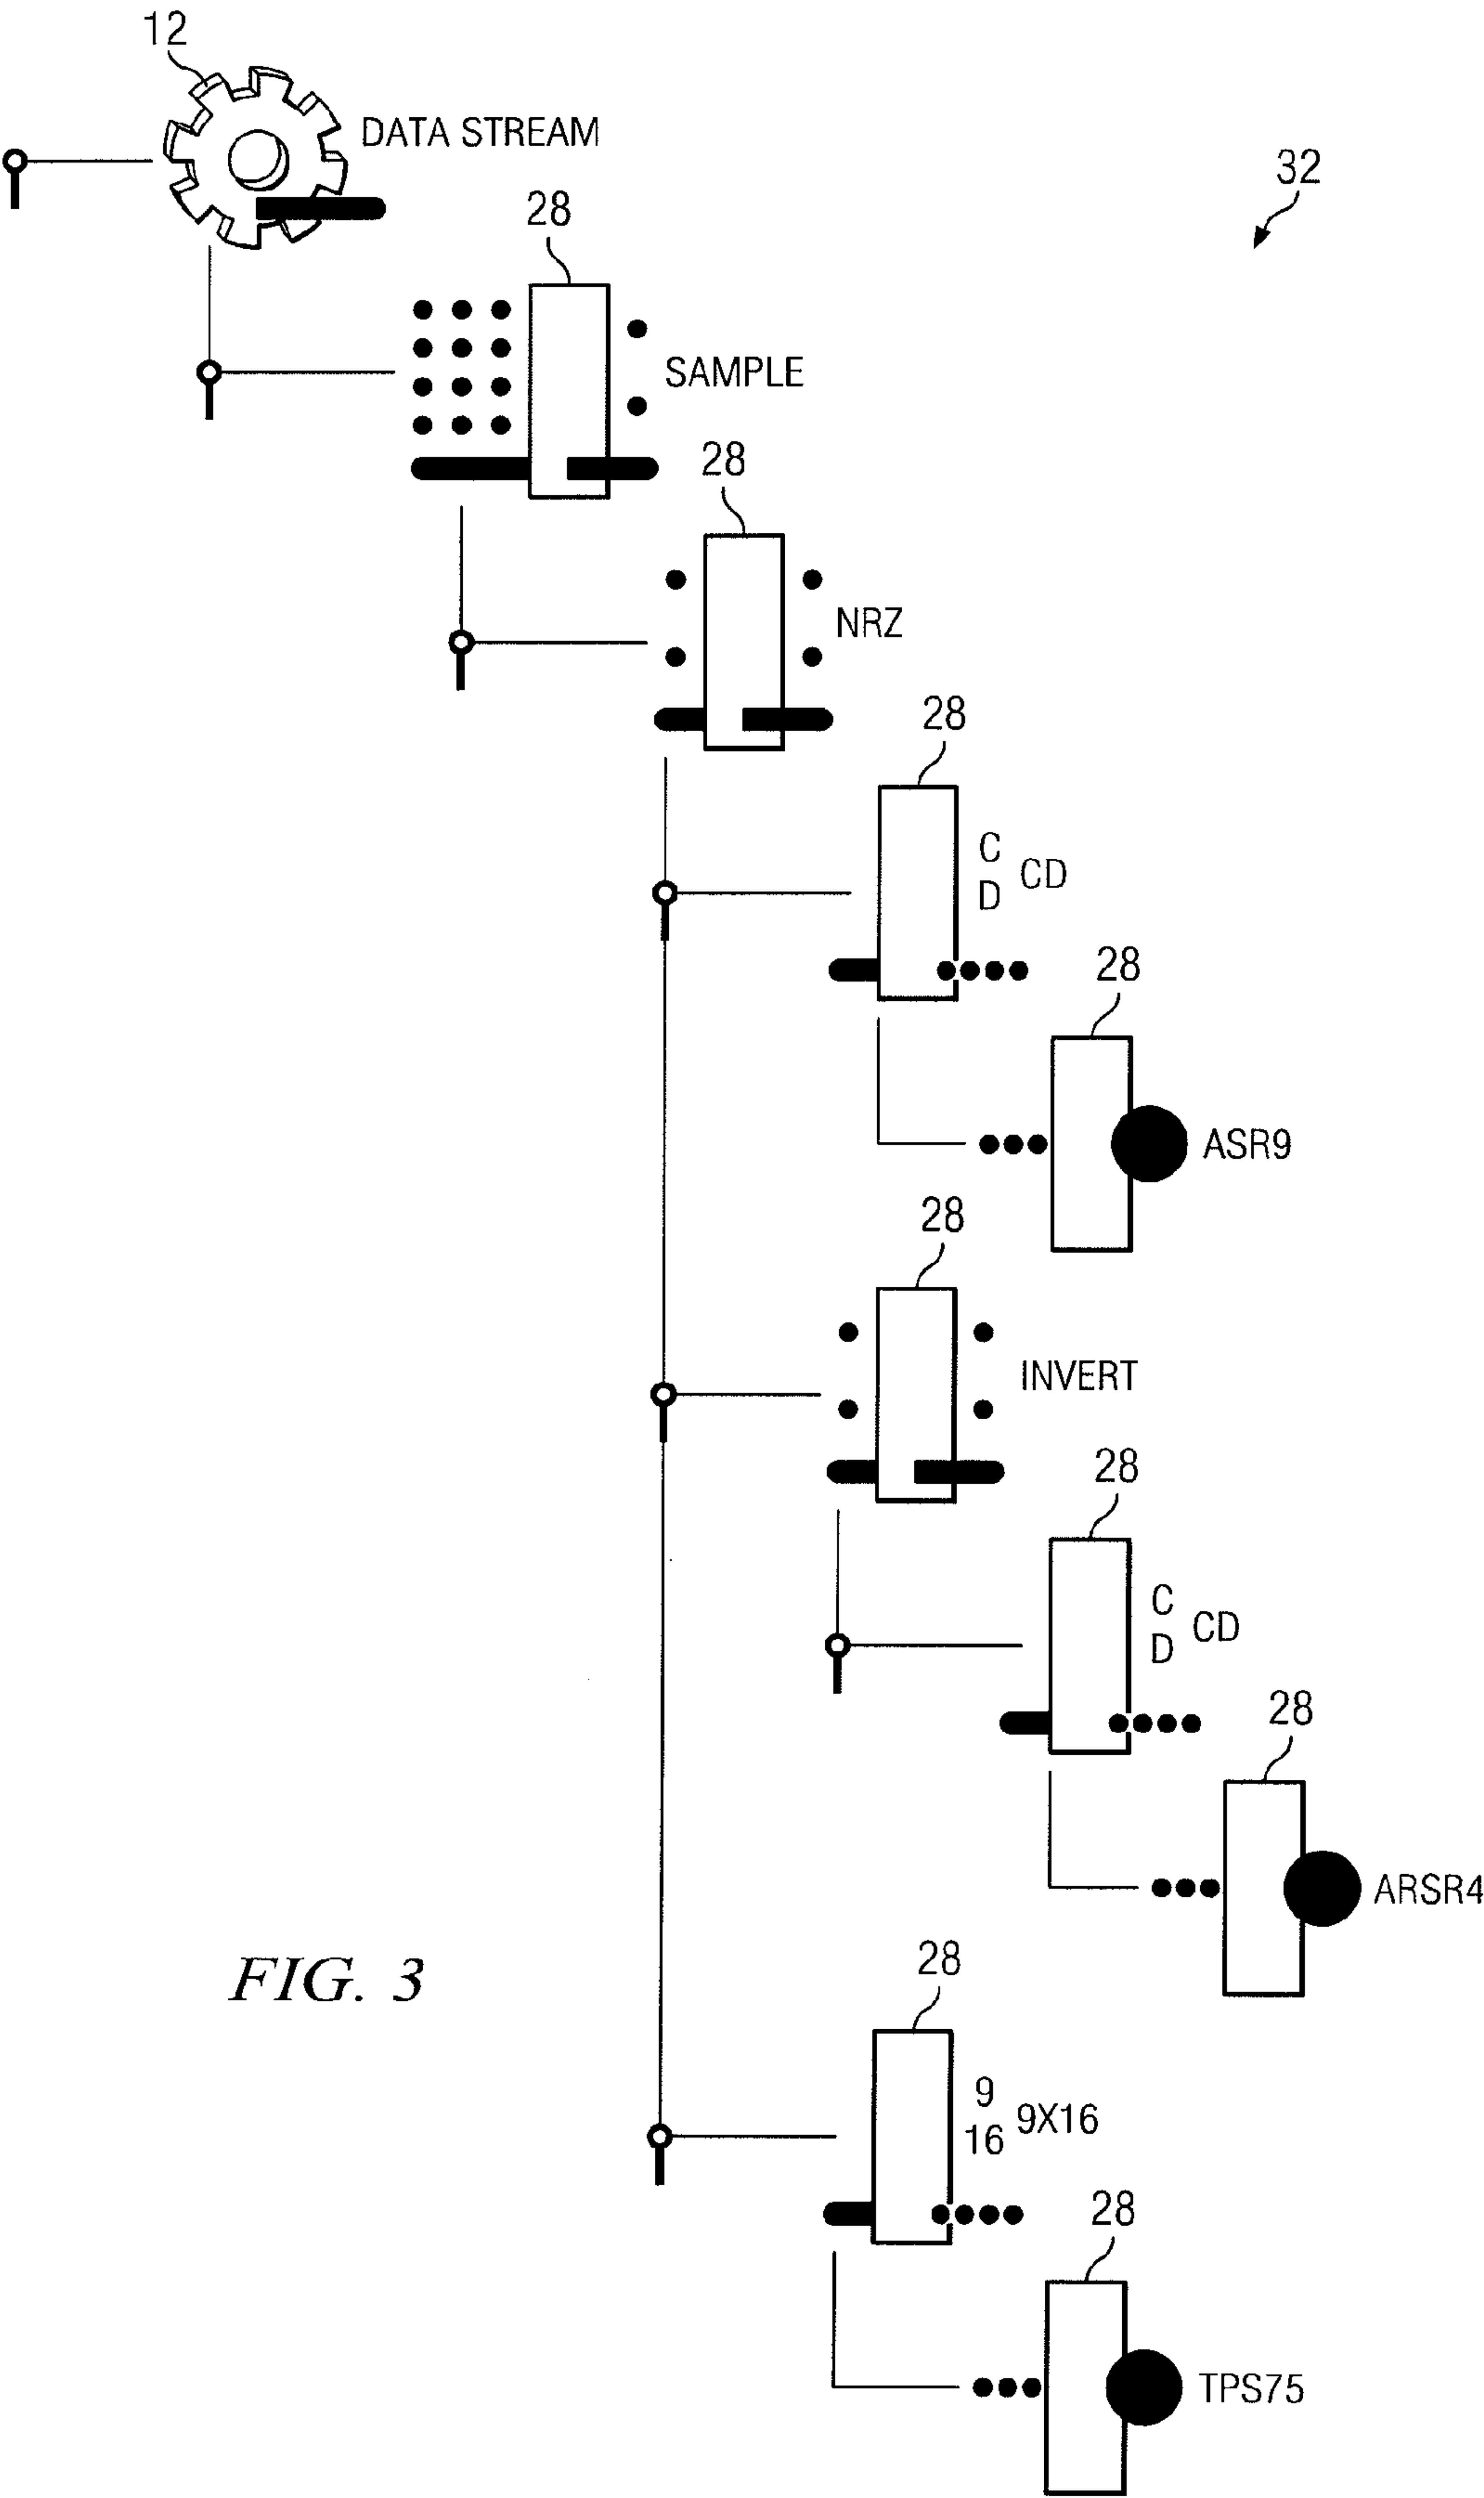 12
DATA STREAM
32
28
SAMPLE
28
NRZ
28
C
D
CD
28
ASR9
28
INVERT
28
C
D
CD
28
ARSR4
FIG. 3
28
9
16
9X16
28
TPS75